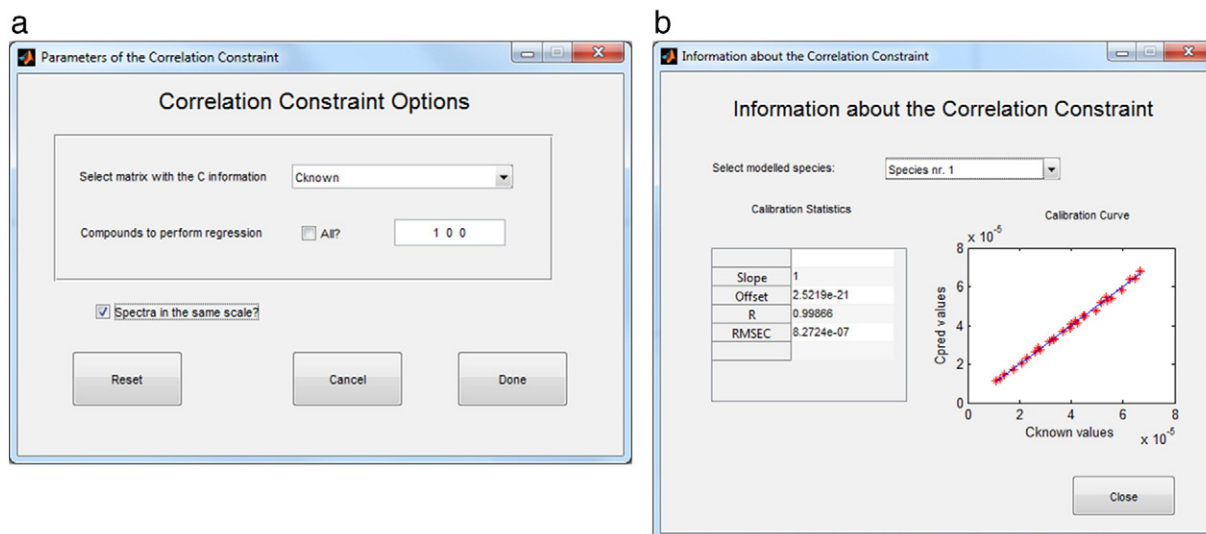 a
Parameters of the Correlation Constraint
Correlation Constraint Options
Select matrix with the C information
Cknown
Compounds to perform regression
All?
1 0 0
Spectra in the same scale?
Reset
Cancel
Done
b
Information about the Correlation Constraint
Information about the Correlation Constraint
Select modelled species:
Species nr. 1
Calibration Statistics
Slope 1
Offset 2.5219e-21
R 0.99866
RMSEC 8.2724e-07
Calibration Curve
x 10^-5
8
6
4
2
0
Cpred values
0 2 4 6 8
Cknown values
x 10^-5
Close